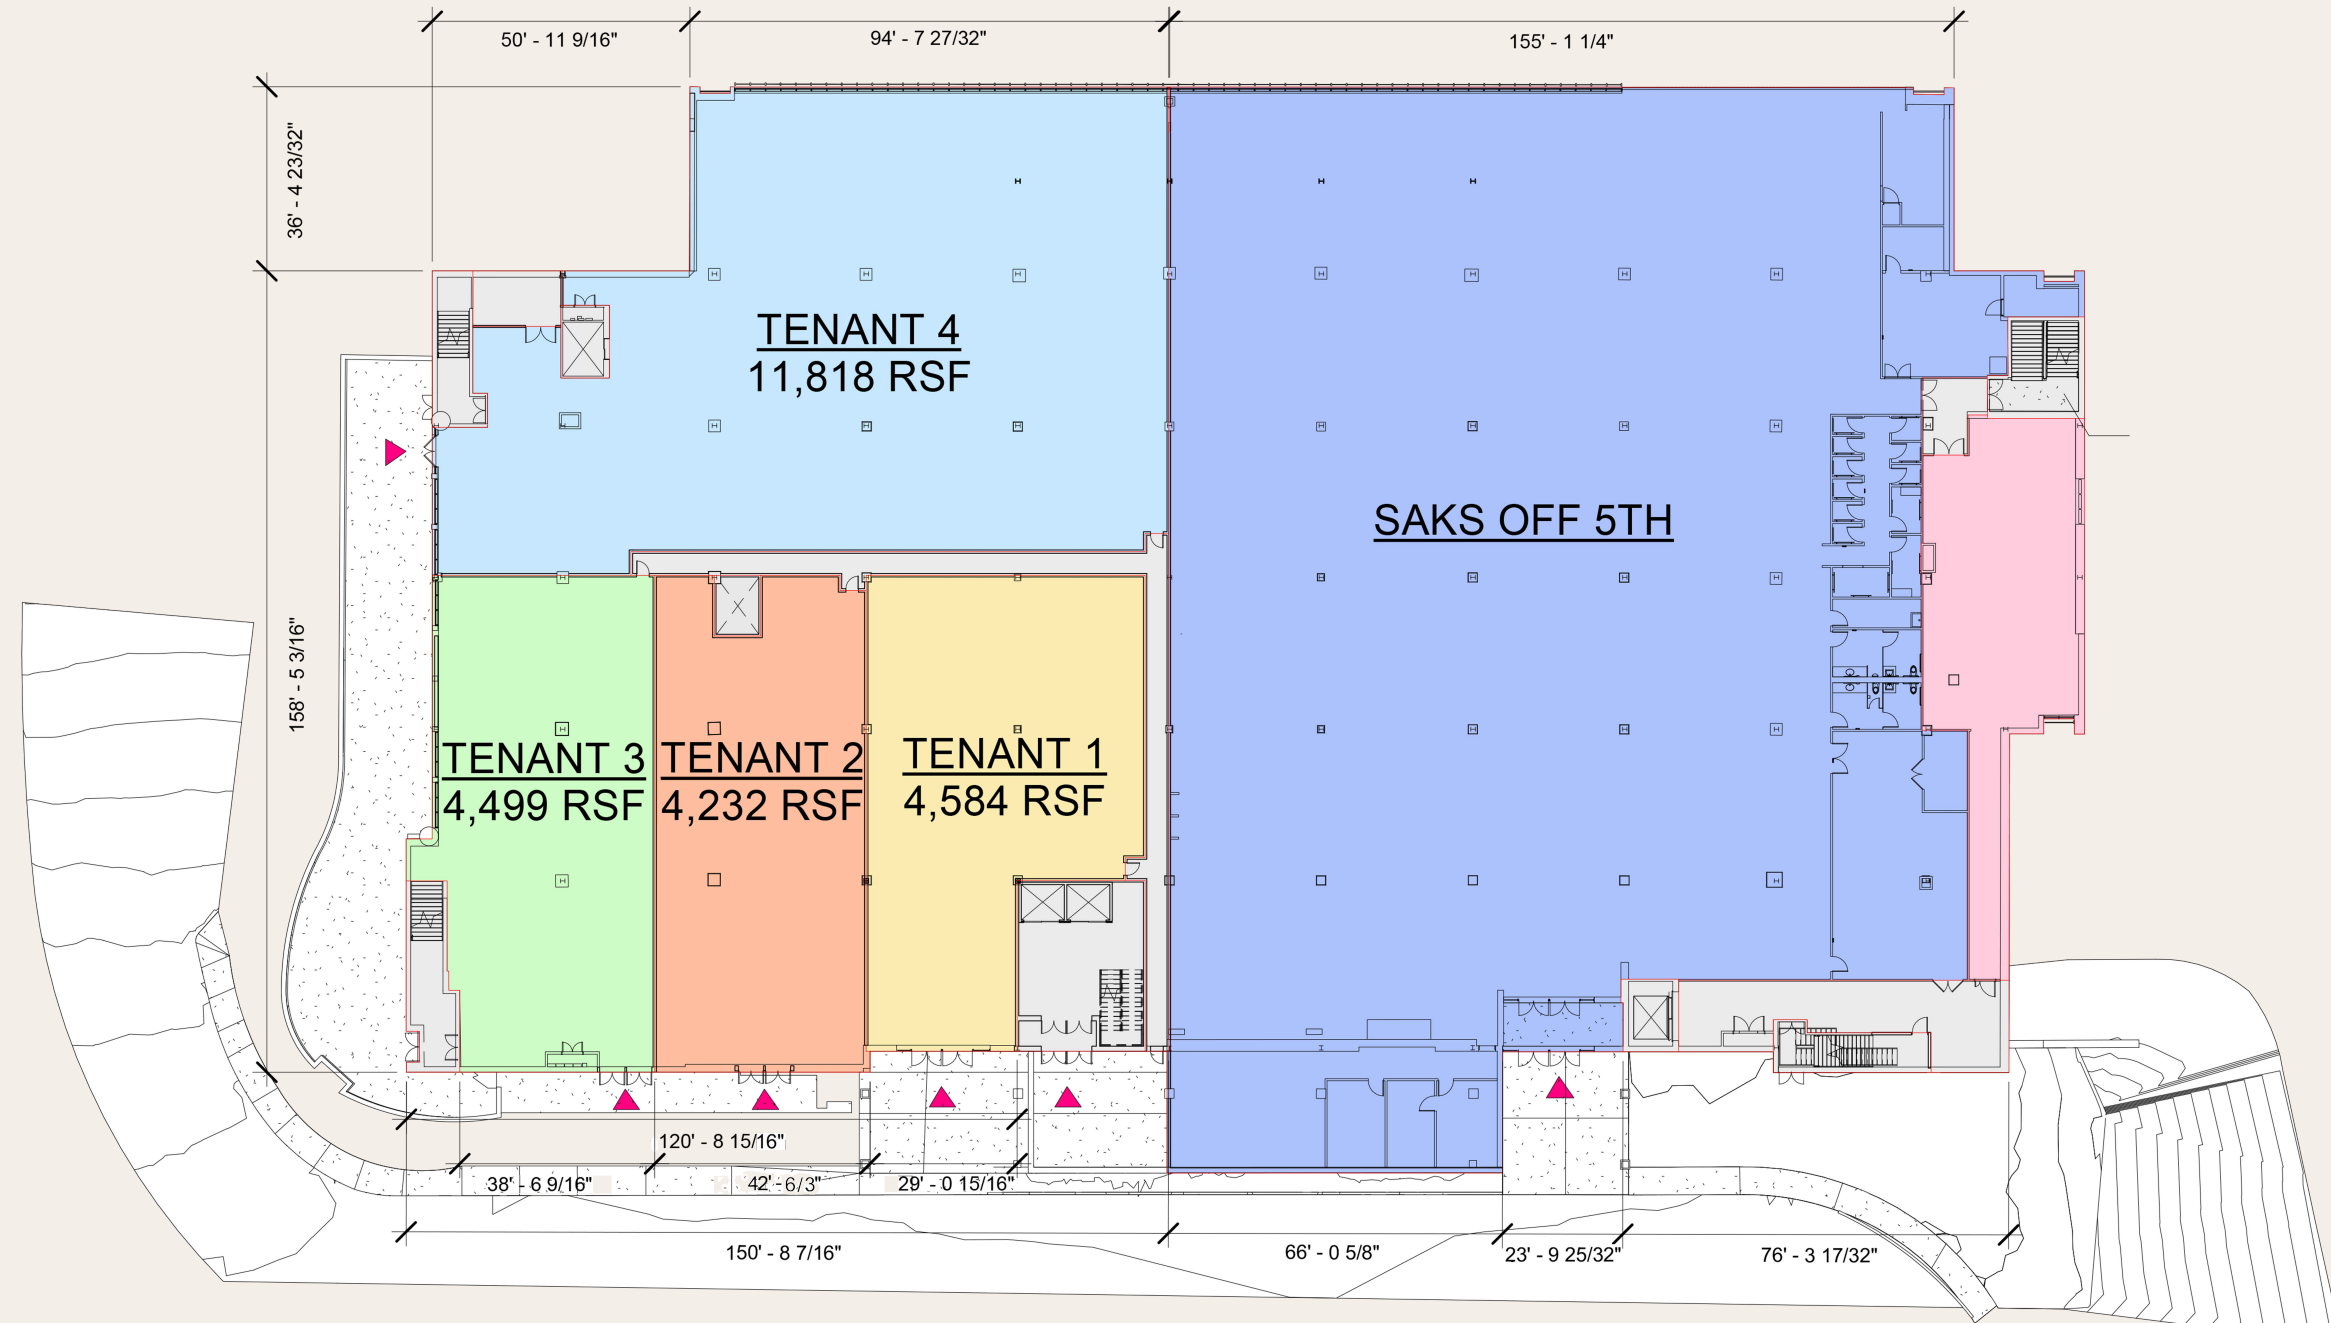 50' - 11 9/16"
94' - 7 27/32"
155' - 1 1/4"
36' - 4 23/32"
TENANT 4
11,818 RSF
SAKS OFF 5TH
158' - 5 3/16"
TENANT 3
4,499 RSF
TENANT 2
4,232 RSF
TENANT 1
4,584 RSF
120' - 8 15/16"
38' - 6 9/16"
42' - 6/3"
29' - 0 15/16"
150' - 8 7/16"
66' - 0 5/8"
23' - 9 25/32"
76' - 3 17/32"